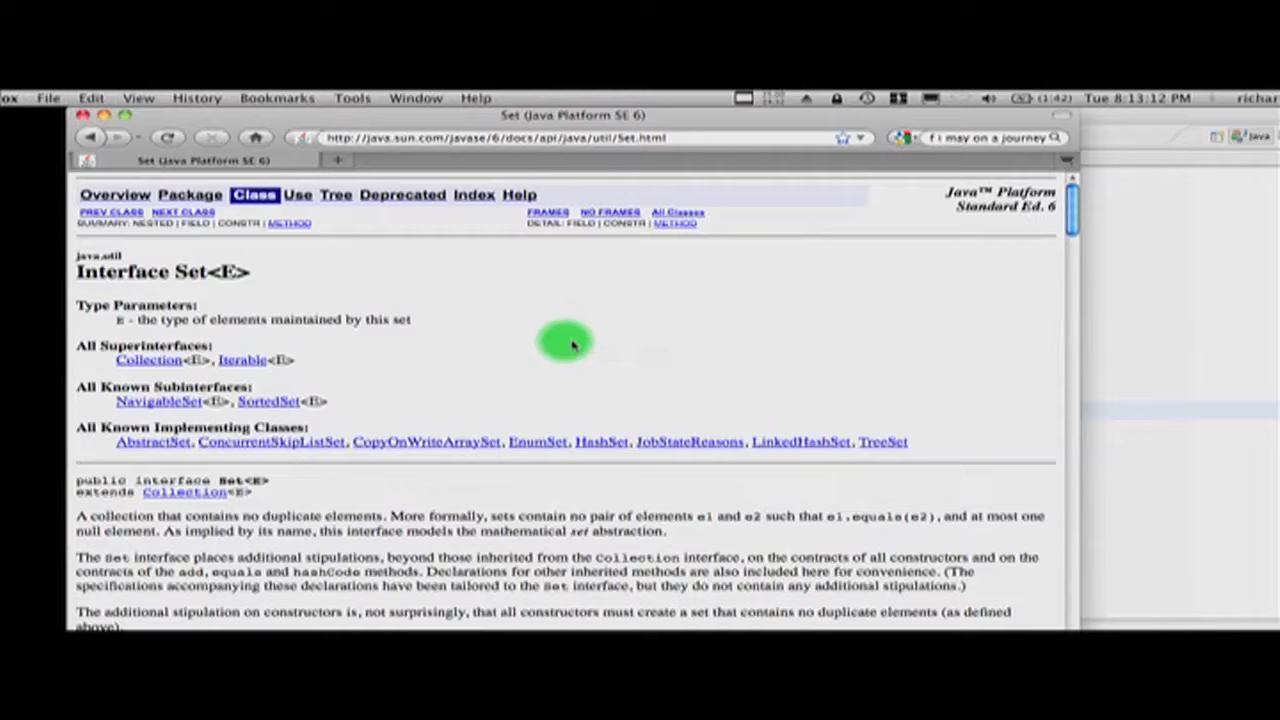 ox File Edit View History Bookmarks Tools Window Help (1:42) Tue 8:13:12 PM richar
Set (Java Platform SE 6)
http://java.sun.com/javase/6/docs/api/java/util/Set.html f i may on a journey Java
Set (Java Platform SE 6)
Overview Package Class Use Tree Deprecated Index Help Java™ Platform
Standard Ed. 6
PREV CLASS NEXT CLASS FRAMES NO FRAMES All Classes
SUMMARY: NESTED | FIELD | CONSTR | METHOD DETAIL: FIELD | CONSTR | METHOD
java.util
Interface Set<E>
Type Parameters:
E - the type of elements maintained by this set
All Superinterfaces:
Collection<E>, Iterable<E>
All Known Subinterfaces:
NavigableSet<E>, SortedSet<E>
All Known Implementing Classes:
AbstractSet, ConcurrentSkipListSet, CopyOnWriteArraySet, EnumSet, HashSet, JobStateReasons, LinkedHashSet, TreeSet
public interface Set<E>
extends Collection<E>
A collection that contains no duplicate elements. More formally, sets contain no pair of elements e1 and e2 such that e1.equals(e2), and at most one
null element. As implied by its name, this interface models the mathematical set abstraction.
The Set interface places additional stipulations, beyond those inherited from the Collection interface, on the contracts of all constructors and on the
contracts of the add, equals and hashCode methods. Declarations for other inherited methods are also included here for convenience. (The
specifications accompanying these declarations have been tailored to the Set interface, but they do not contain any additional stipulations.)
The additional stipulation on constructors is, not surprisingly, that all constructors must create a set that contains no duplicate elements (as defined
above).